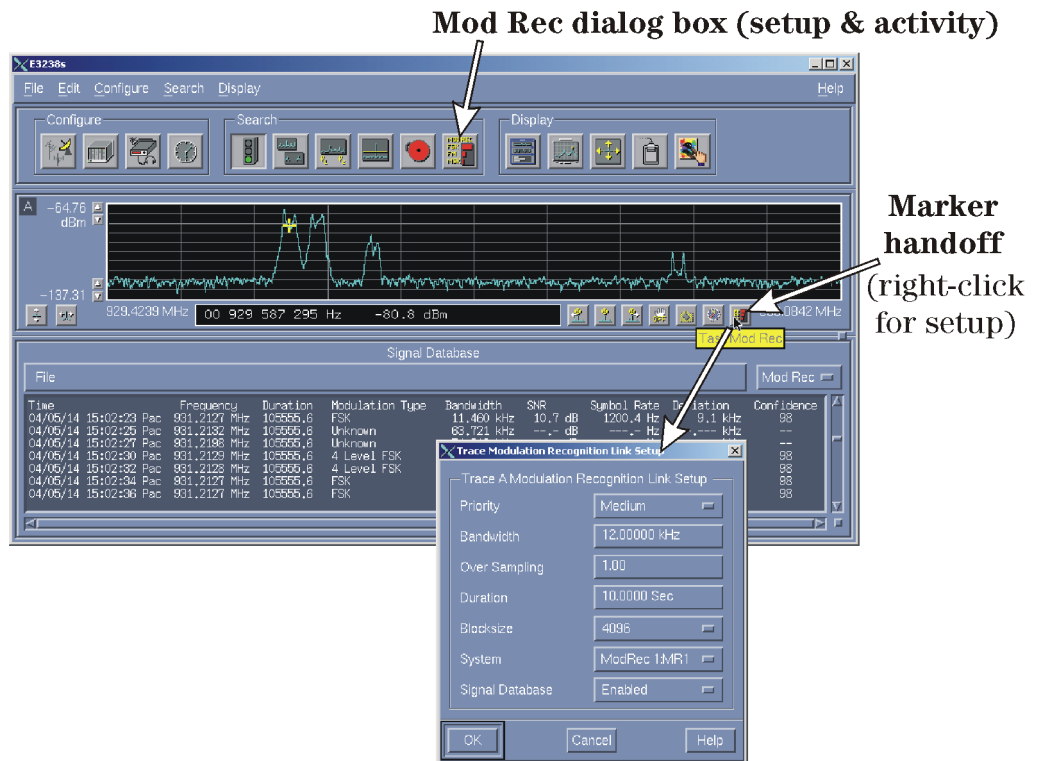 Mod Rec dialog box (setup & activity)
E3238s
File Edit Configure Search Display Help
Configure Search Display
Marker
handoff
(right-click
for setup)
A -64.76
dBm
-137.31
929.4239 MHz 00 929 587 295 Hz -80.8 dBm 0842 MHz
Mod Rec
Signal Database
File Mod Rec
Time Frequency Duration Modulation Type Bandwidth SNR Symbol Rate Deviation Confidence
04/05/14 15:02:23 Pac 931.2127 MHz 105555.6 FSK 11.460 kHz 10.7 dB 1200.4 Hz 9.1 kHz 98
04/05/14 15:02:25 Pac 931.2132 MHz 105555.6 Unknown 63.721 kHz --.- dB ---.- Hz .--- kHz --
04/05/14 15:02:27 Pac 931.2198 MHz 105555.6 Unknown --
04/05/14 15:02:30 Pac 931.2129 MHz 105555.6 4 Level FSK 98
04/05/14 15:02:32 Pac 931.2128 MHz 105555.6 4 Level FSK 98
04/05/14 15:02:34 Pac 931.2127 MHz 105555.6 FSK 98
04/05/14 15:02:36 Pac 931.2127 MHz 105555.6 FSK 98
Trace Modulation Recognition Link Setup
Trace A Modulation Recognition Link Setup
Priority Medium
Bandwidth 12.00000 kHz
Over Sampling 1.00
Duration 10.0000 Sec
Blocksize 4096
System ModRec 1:MR1
Signal Database Enabled
OK Cancel Help